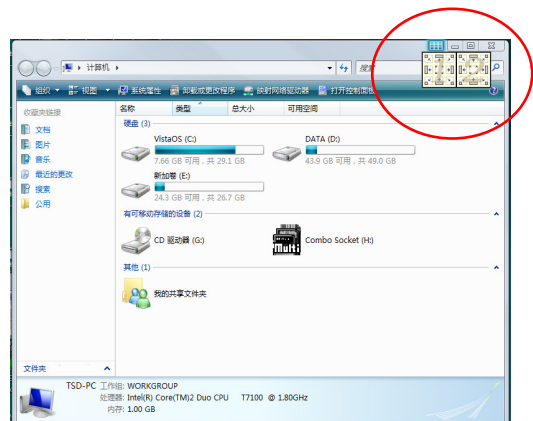 计算机
搜索
组织 视图 系统属性 卸载或更改程序 映射网络驱动器 打开控制面板
收藏夹链接
文档
图片
音乐
最近的更改
搜索
公用
文件夹
名称 类型 总大小 可用空间
硬盘 (3)
VistaOS (C:)
7.66 GB 可用，共 29.1 GB
DATA (D:)
43.9 GB 可用，共 49.0 GB
新加卷 (E:)
24.3 GB 可用，共 26.7 GB
有可移动存储的设备 (2)
CD 驱动器 (G:)
multi
Combo Socket (H:)
其他 (1)
我的共享文件夹
TSD-PC 工作组: WORKGROUP
处理器: Intel(R) Core(TM)2 Duo CPU T7100 @ 1.80GHz
内存: 1.00 GB